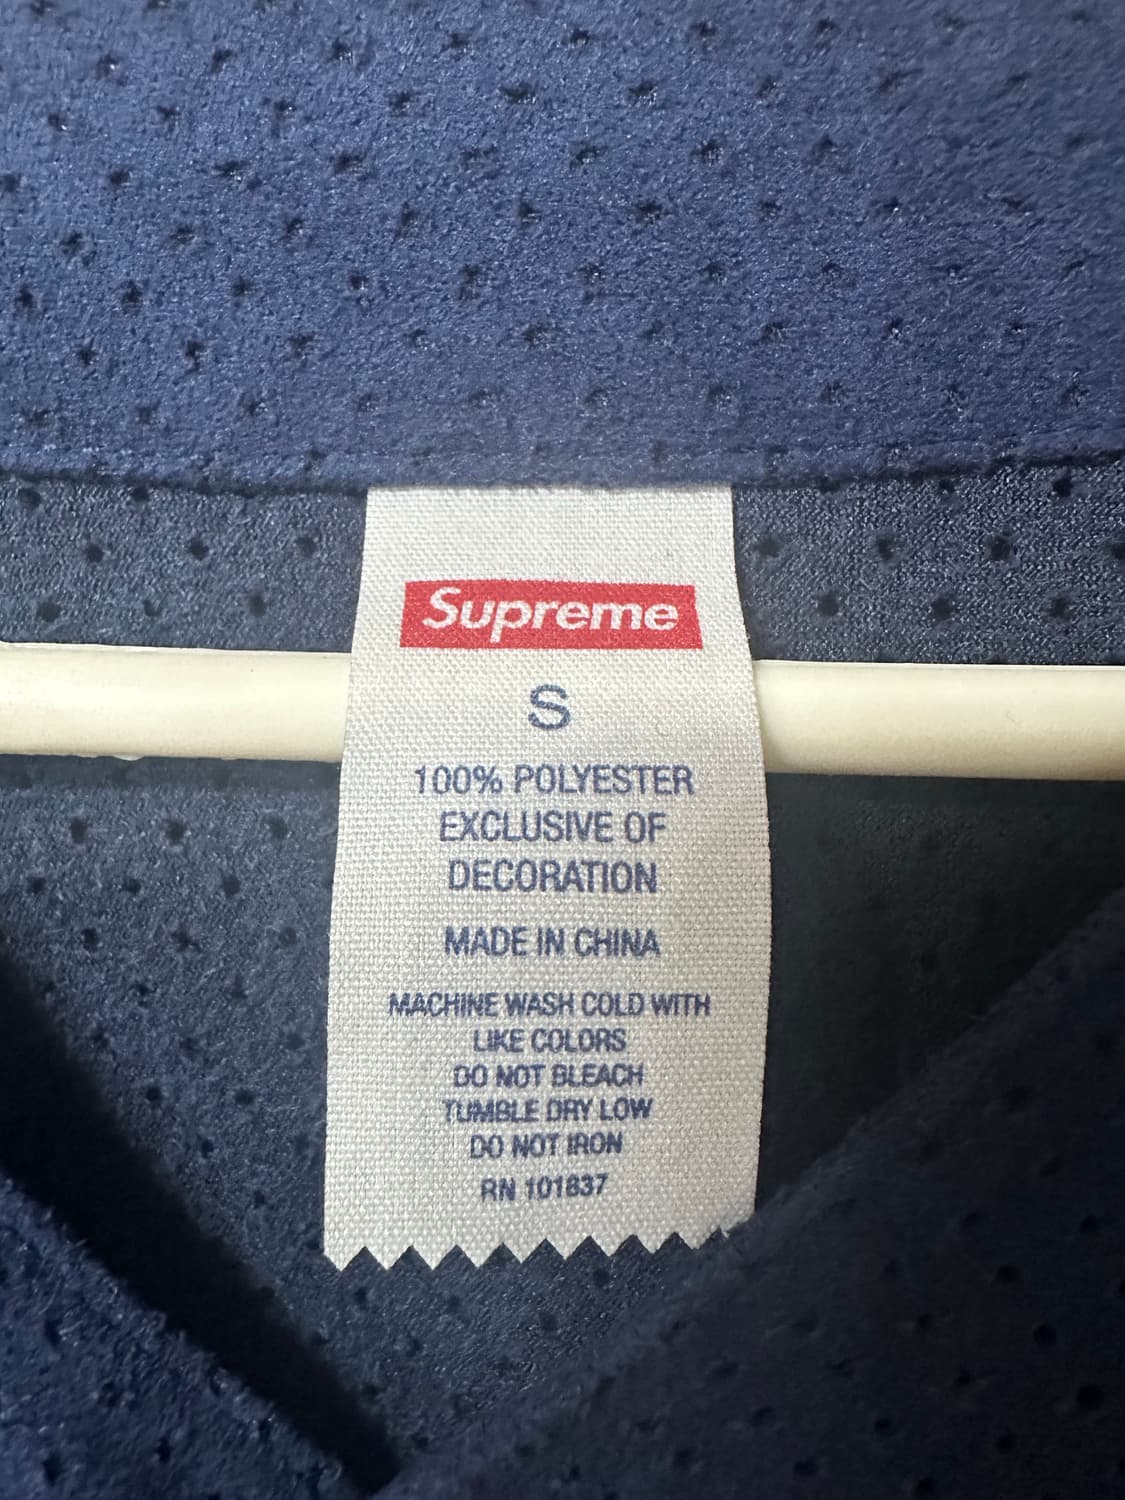 Supreme
S
100% POLYESTER
EXCLUSIVE OF
DECORATION
MADE IN CHINA
MACHINE WASH COLD WITH
LIKE COLORS
DO NOT BLEACH
TUMBLE DRY LOW
DO NOT IRON
RN 101837